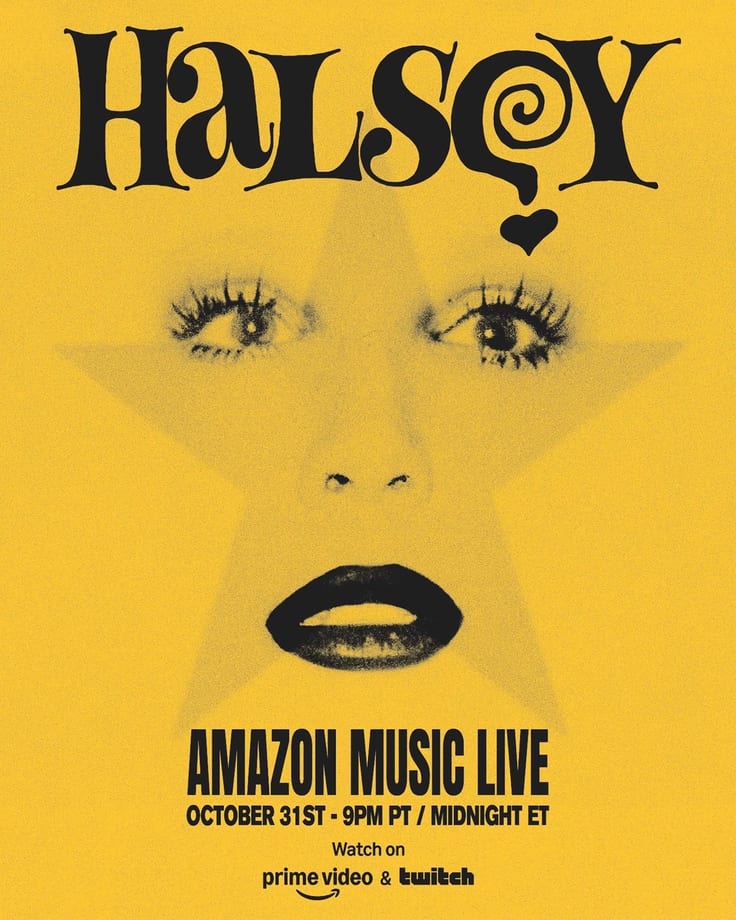 HaLSeY
AMAZON MUSIC LIVE
OCTOBER 31ST - 9PM PT / MIDNIGHT ET
Watch on
prime video & twitch